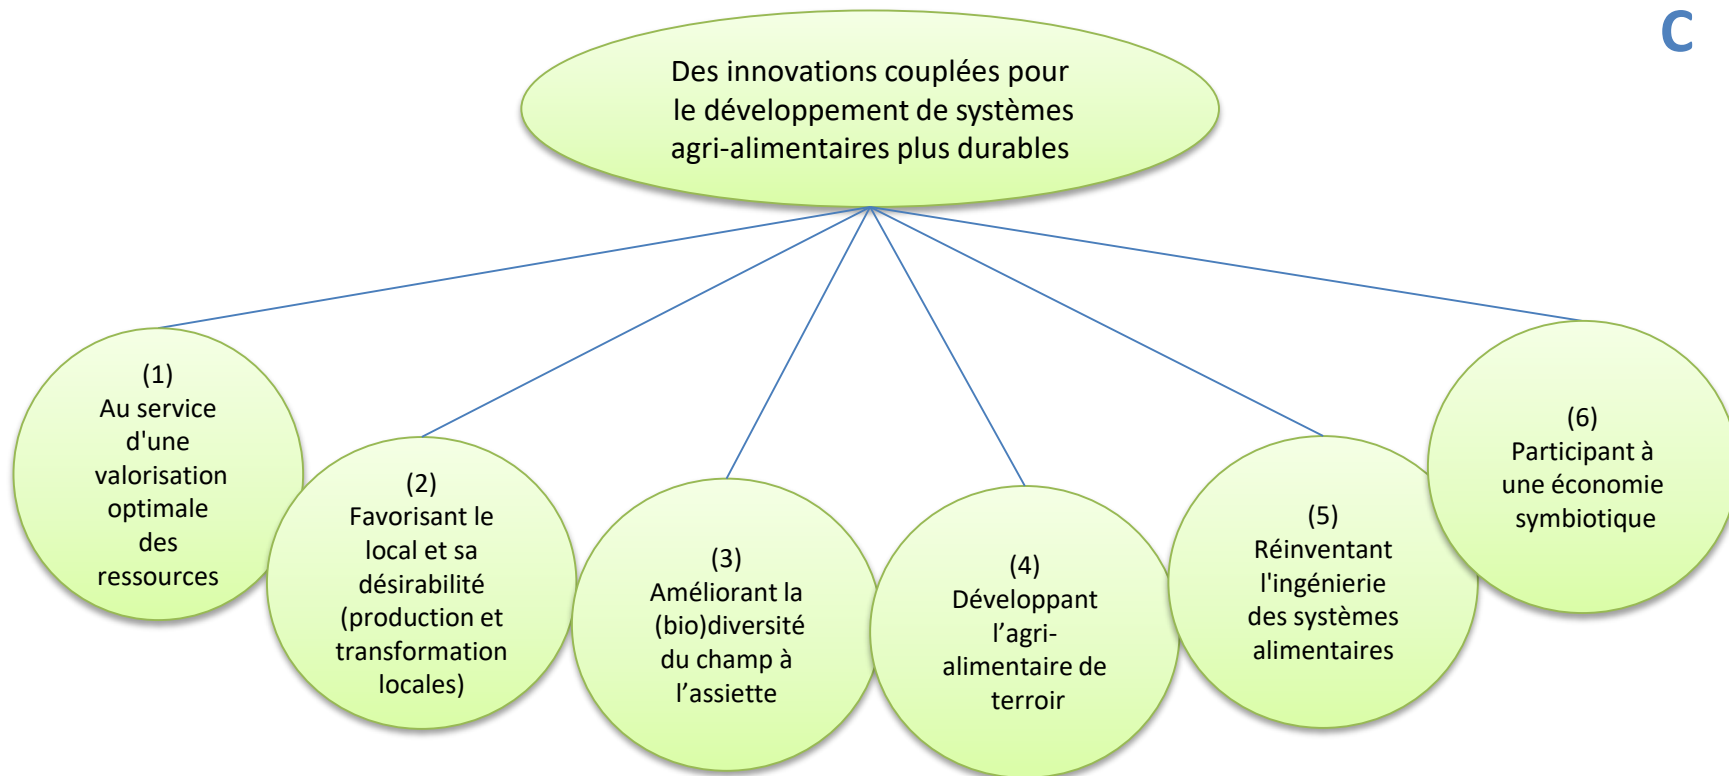 C
Des innovations couplées pour
le développement de systèmes
agri-alimentaires plus durables
(1)
Au service
d'une
valorisation
optimale
des
ressources
(2)
Favorisant le
local et sa
désirabilité
(production et
transformation
locales)
(3)
Améliorant la
(bio)diversité
du champ à
l’assiette
(4)
Développant
l’agri-
alimentaire de
terroir
(5)
Réinventant
l'ingénierie
des systèmes
alimentaires
(6)
Participant à
une économie
symbiotique